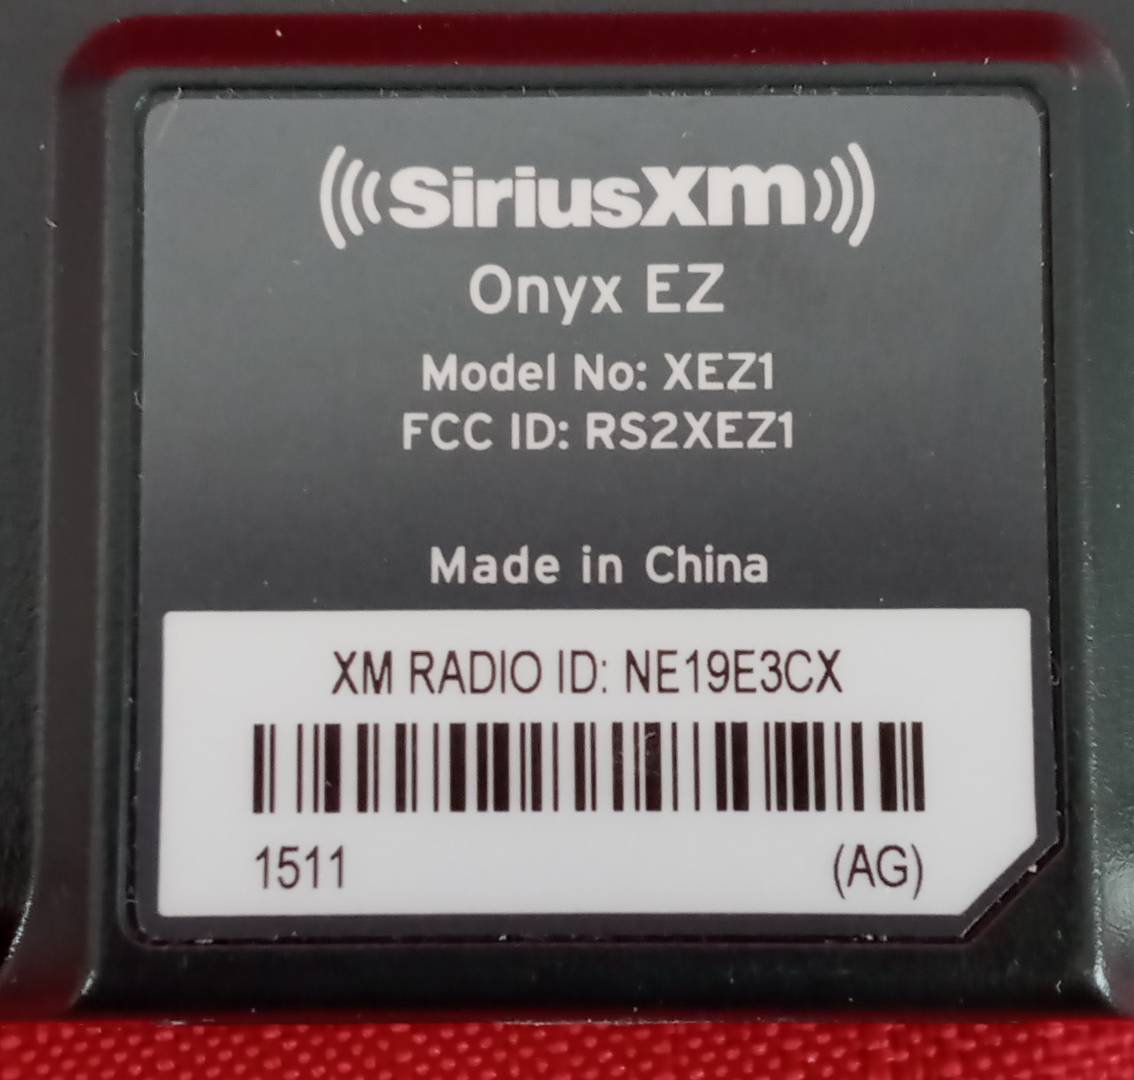 SiriusXm
Onyx EZ
Model No: XEZ1
FCC ID: RS2XEZ1
Made in China
XM RADIO ID: NE19E3CX
1511 (AG)